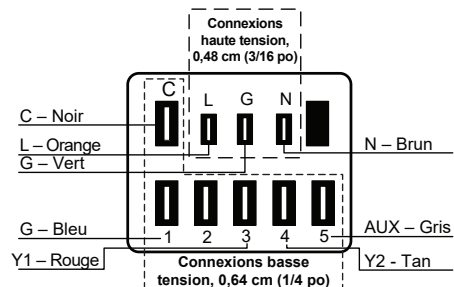 Connexions
haute tension,
0,48 cm (3/16 po)
C
L G N
C – Noir
L – Orange
G – Vert
N – Brun
1 2 3 4 5
G – Bleu
Y1 – Rouge
AUX – Gris
Y2 - Tan
Connexions basse
tension, 0,64 cm (1/4 po)